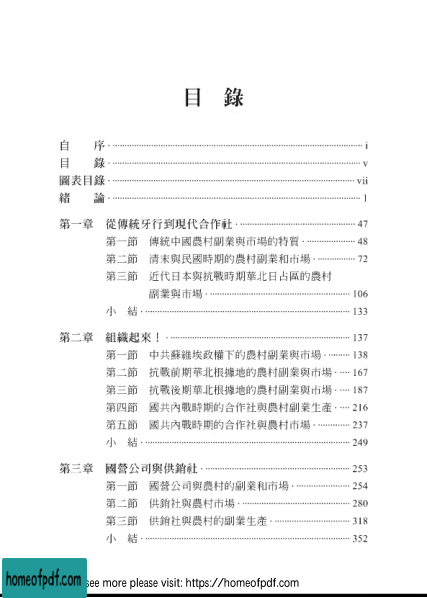 目 錄
自 序 i
目 錄 v
圖表目錄 vii
緒 論 1
第一章 從傳統牙行到現代合作社 47
第一節 傳統中國農村副業與市場的特質 48
第二節 清末與民國時期的農村副業和市場 72
第三節 近代日本與抗戰時期華北日占區的農村
副業與市場 106
小 結 133
第二章 組織起來！ 137
第一節 中共蘇維埃政權下的農村副業與市場 138
第二節 抗戰前期華北根據地的農村副業與市場 167
第三節 抗戰後期華北根據地的農村副業與市場 187
第四節 國共內戰時期的合作社與農村副業生產 216
第五節 國共內戰時期的合作社與農村市場 237
小 結 249
第三章 國營公司與供銷社 253
第一節 國營公司與農村的副業和市場 254
第二節 供銷社與農村市場 280
第三節 供銷社與農村的副業生產 318
小 結 352
homeofpdf.com
see more please visit: https://homeofpdf.com